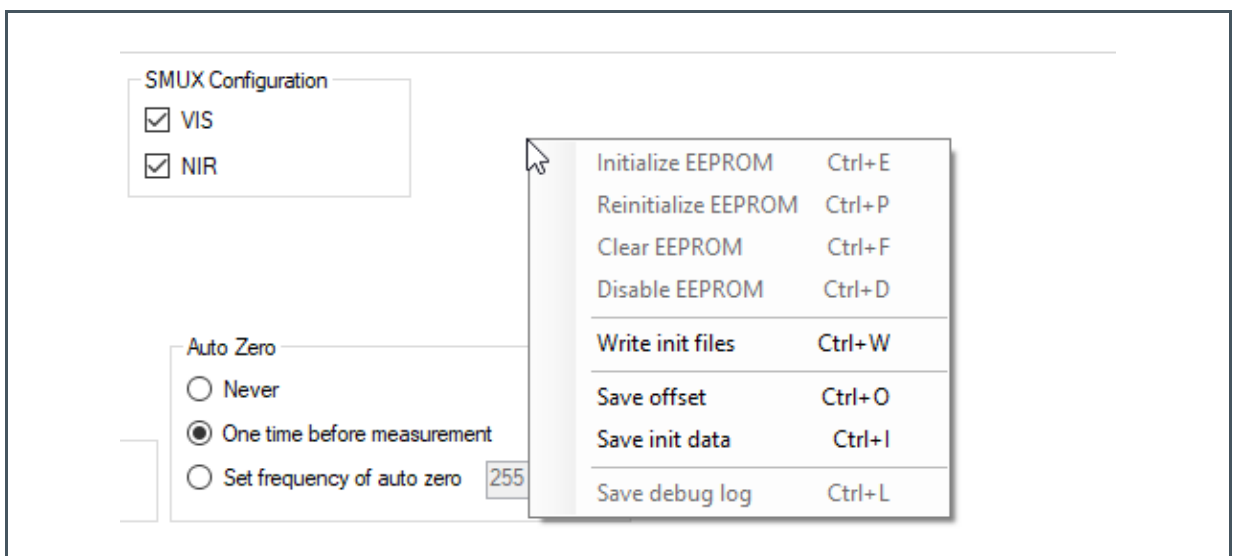 SMUX Configuration
VIS
NIR
Initialize EEPROM Ctrl+E
Reinitialize EEPROM Ctrl+P
Clear EEPROM Ctrl+F
Disable EEPROM Ctrl+D
Write init files Ctrl+W
Save offset Ctrl+O
Save init data Ctrl+I
Save debug log Ctrl+L
Auto Zero
Never
One time before measurement
Set frequency of auto zero 255